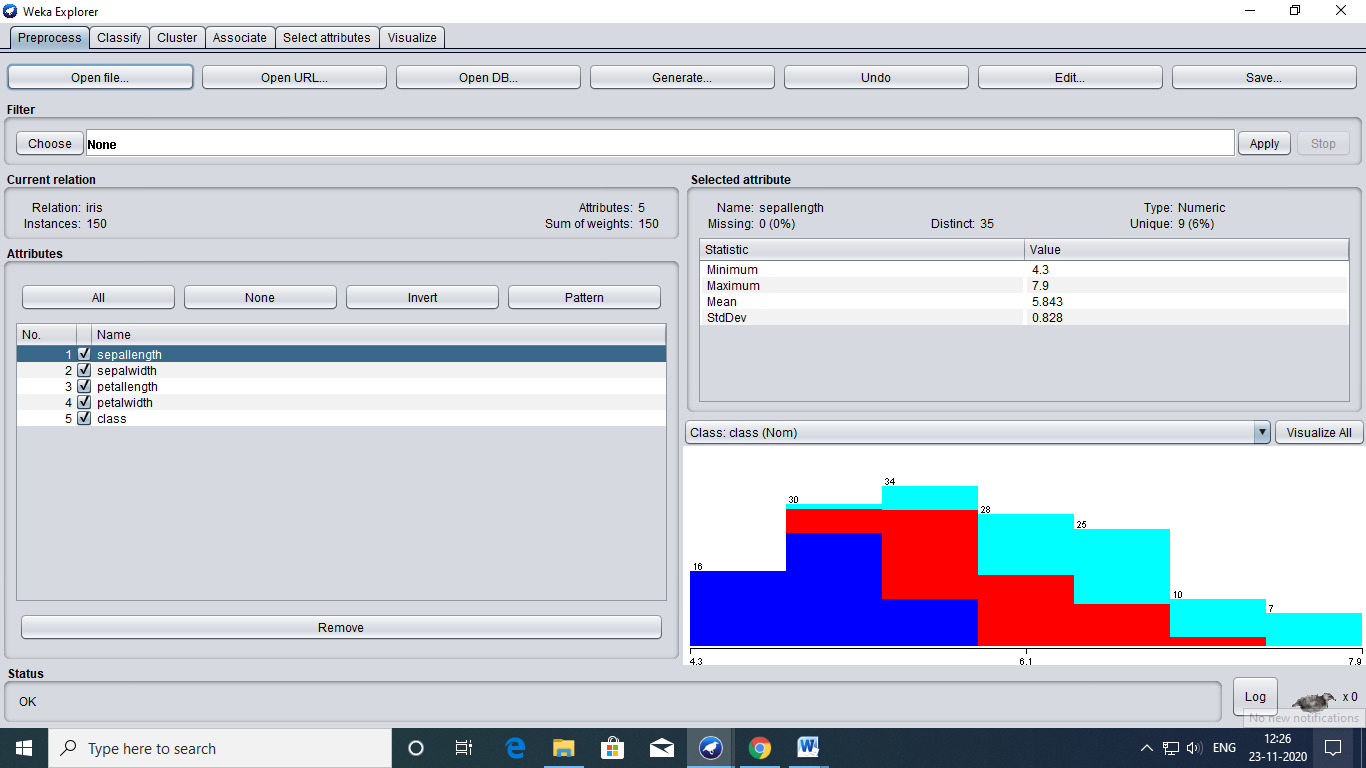 Weka Explorer
Preprocess Classify Cluster Associate Select attributes Visualize
Open file... Open URL... Open DB... Generate... Undo Edit... Save...
Filter
Choose None Apply Stop
Current relation
Relation: iris Attributes: 5
Instances: 150 Sum of weights: 150
Attributes
All None Invert Pattern
No. Name
1 sepallength
2 sepalwidth
3 petallength
4 petalwidth
5 class
Remove
Selected attribute
Name: sepallength Type: Numeric
Missing: 0 (0%) Distinct: 35 Unique: 9 (6%)
Statistic Value
Minimum 4.3
Maximum 7.9
Mean 5.843
StdDev 0.828
Class: class (Nom) Visualize All
16 30 34 28 25 10 7
4.3 6.1 7.9
Status
OK
Log x 0
No new notifications
Type here to search
ENG
12:26
23-11-2020